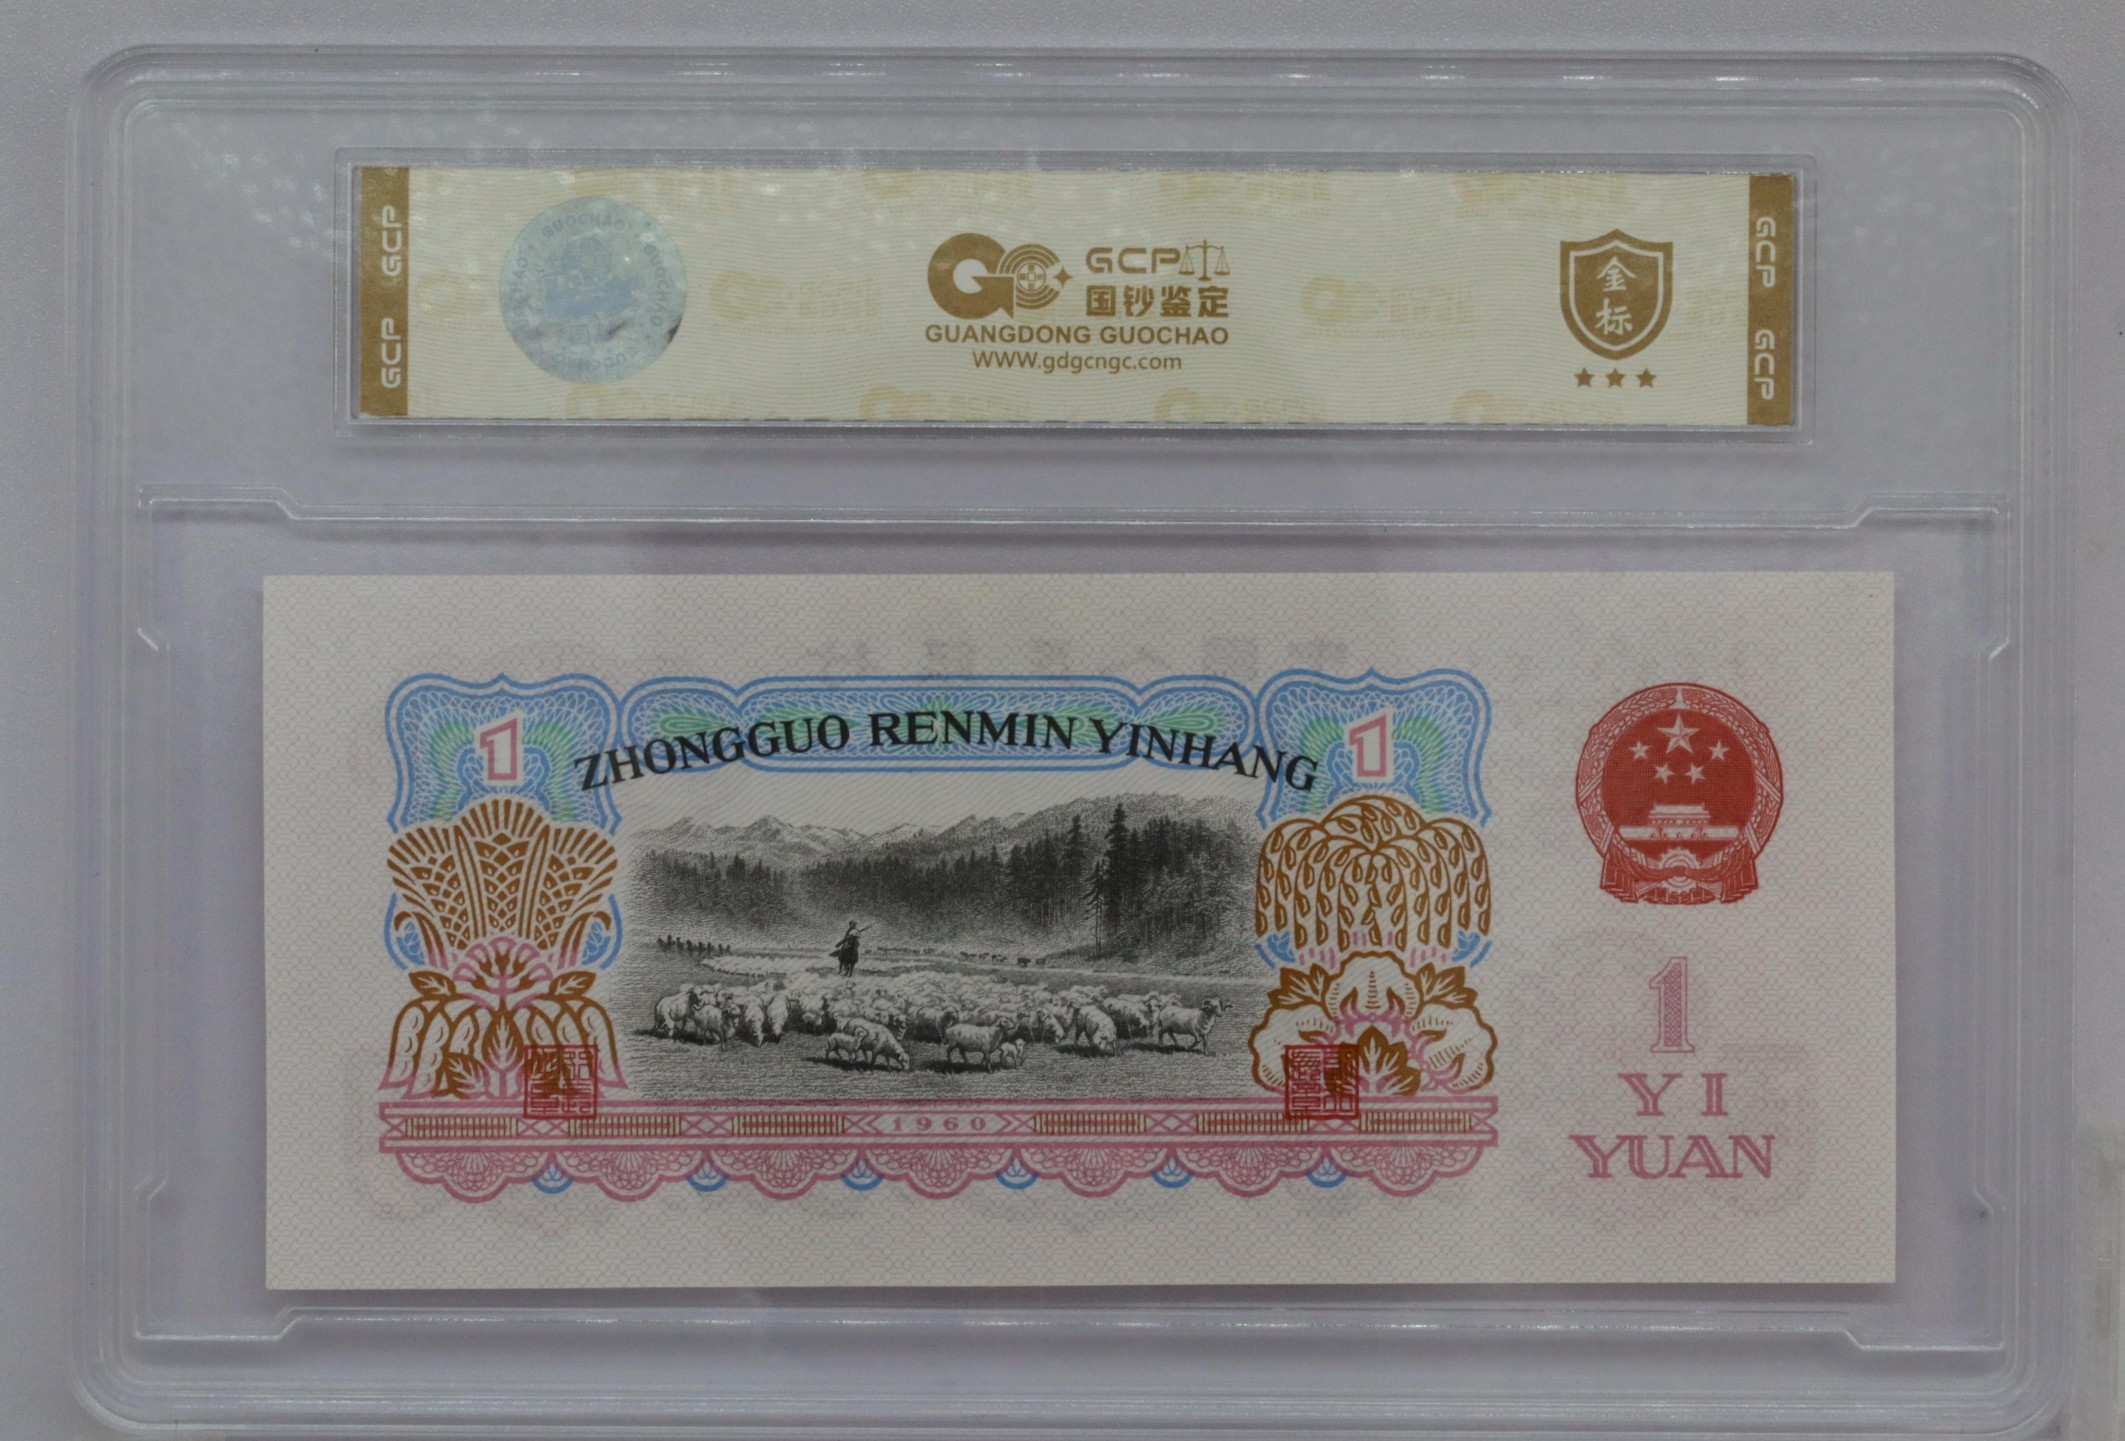 GCP GCP
GCP
国钞鉴定
GUANGDONG GUOCHAO
WWW.gdgcngc.com
金标
GCP GCP
ZHONGGUO RENMIN YINHANG
1
1
1960
1
YI
YUAN